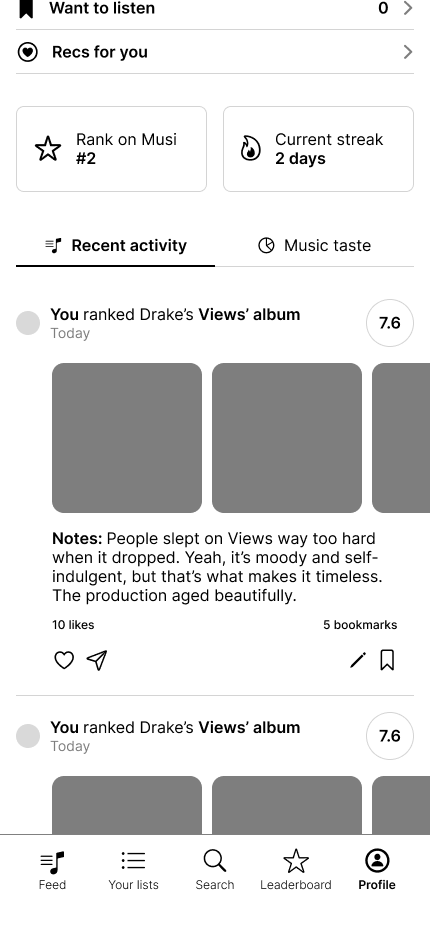 Want to listen 0
Recs for you
Rank on Musi
#2
Current streak
2 days
Recent activity
Music taste
You ranked Drake’s Views’ album
Today
7.6
Notes: People slept on Views way too hard
when it dropped. Yeah, it’s moody and self-
indulgent, but that’s what makes it timeless.
The production aged beautifully.
10 likes
5 bookmarks
You ranked Drake’s Views’ album
Today
7.6
Feed
Your lists
Search
Leaderboard
Profile